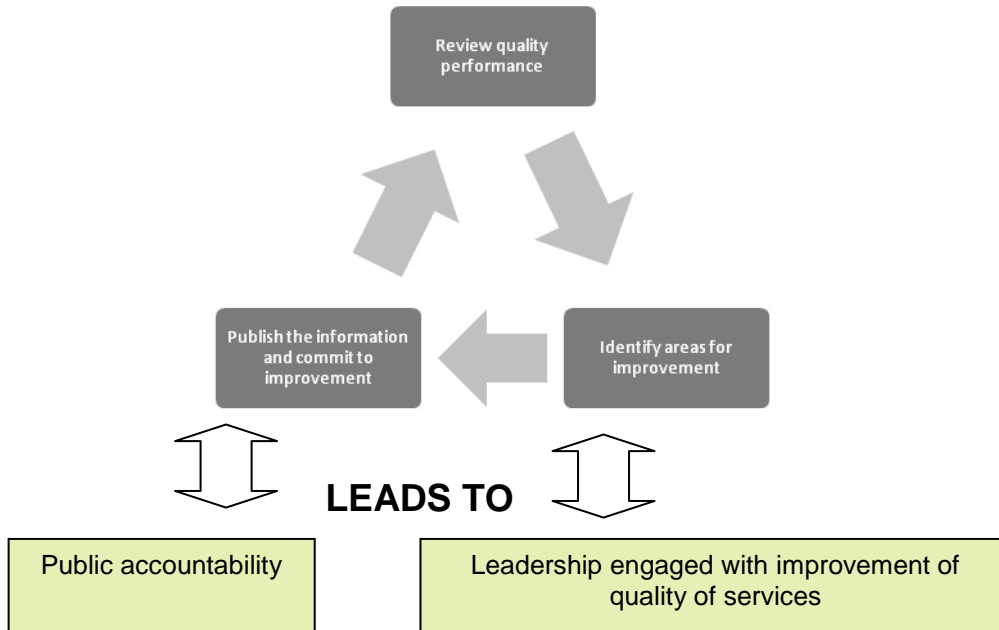 Review quality
performance
Publish the information
and commit to
improvement
Identify areas for
improvement
LEADS TO
Public accountability
Leadership engaged with improvement of
quality of services